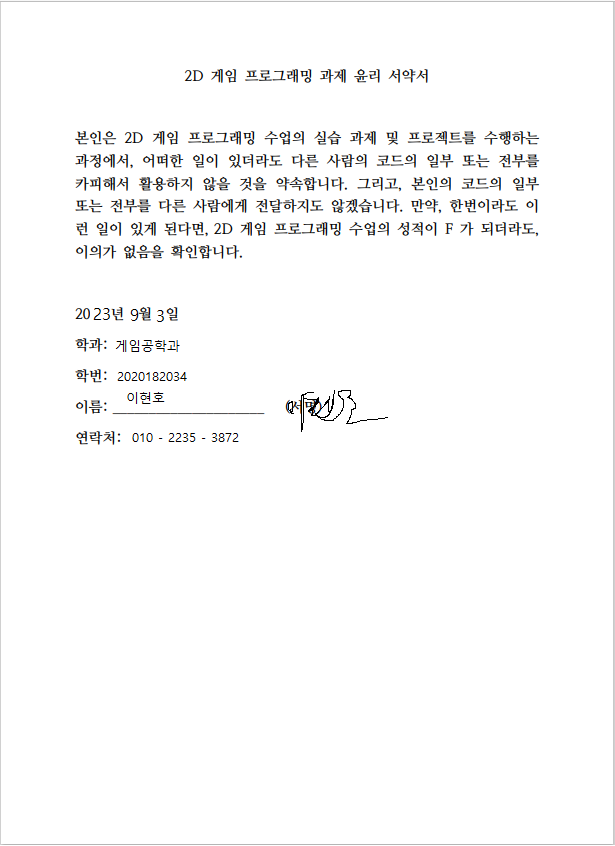 2D 게임 프로그래밍 과제 윤리 서약서
본인은 2D 게임 프로그래밍 수업의 실습 과제 및 프로젝트를 수행하는
과정에서, 어떠한 일이 있더라도 다른 사람의 코드의 일부 또는 전부를
카피해서 활용하지 않을 것을 약속합니다. 그리고, 본인의 코드의 일부
또는 전부를 다른 사람에게 전달하지도 않겠습니다. 만약, 한번이라도 이
런 일이 있게 된다면, 2D 게임 프로그래밍 수업의 성적이 F 가 되더라도,
이의가 없음을 확인합니다.
2023년 9월 3일
학과: 게임공학과
학번: 2020182034
이름: 이현호 (서명)
연락처: 010 - 2235 - 3872